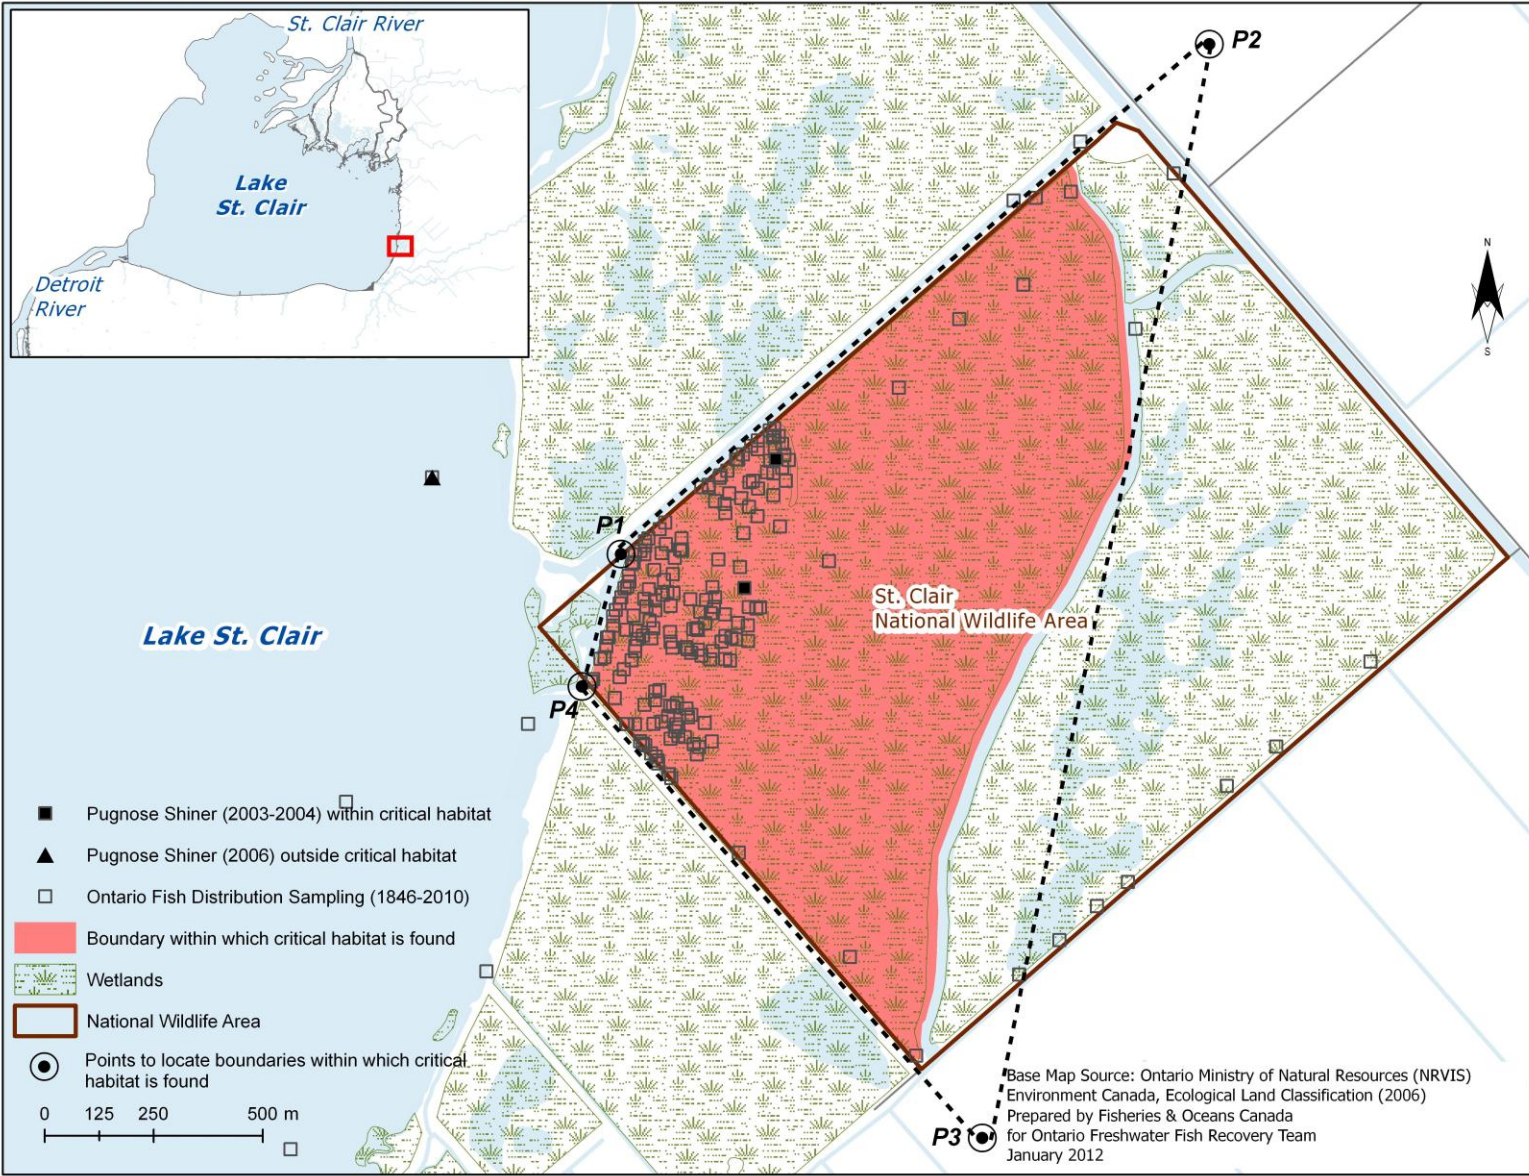 St. Clair River
Lake
St. Clair
Detroit
River
P2
N
S
P1
St. Clair
National Wildlife Area
Lake St. Clair
P4
Pugnose Shiner (2003-2004) within critical habitat
Pugnose Shiner (2006) outside critical habitat
Ontario Fish Distribution Sampling (1846-2010)
Boundary within which critical habitat is found
Wetlands
National Wildlife Area
Points to locate boundaries within which critical
habitat is found
0 125 250 500 m
P3
Base Map Source: Ontario Ministry of Natural Resources (NRVIS)
Environment Canada, Ecological Land Classification (2006)
Prepared by Fisheries & Oceans Canada
for Ontario Freshwater Fish Recovery Team
January 2012